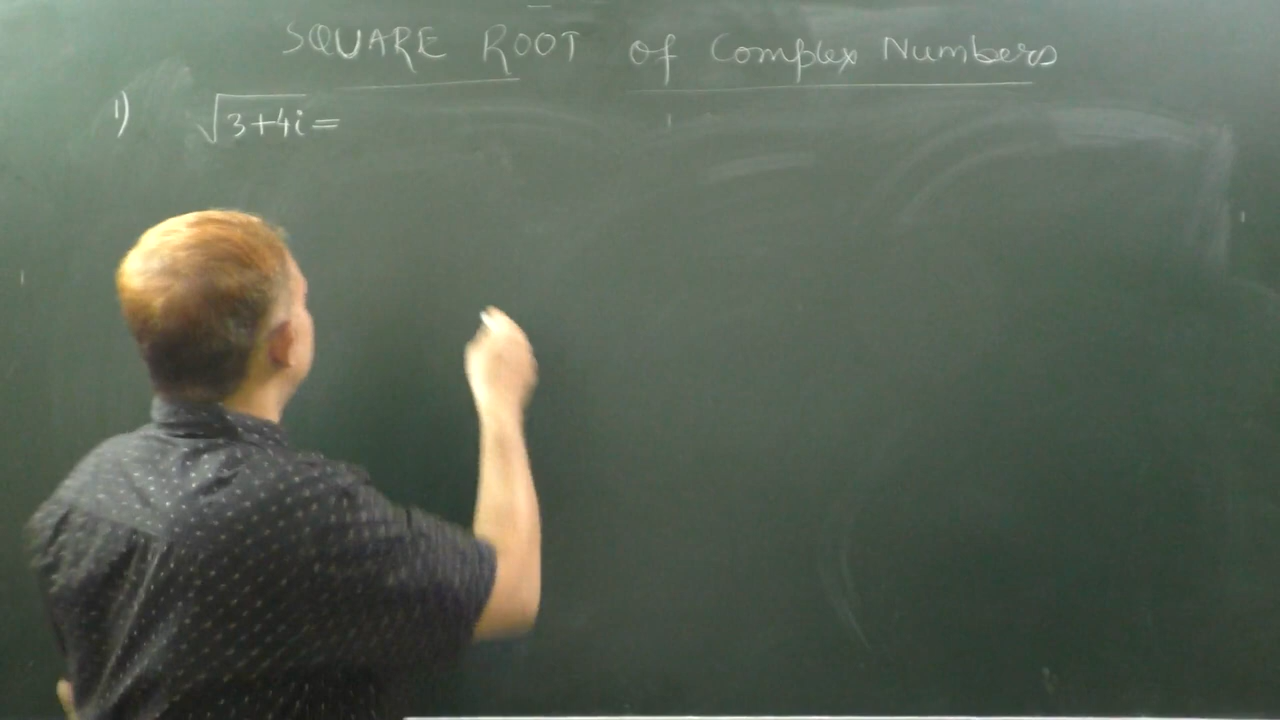 SQUARE ROOT of Complex Numbers
1) √3+4i =